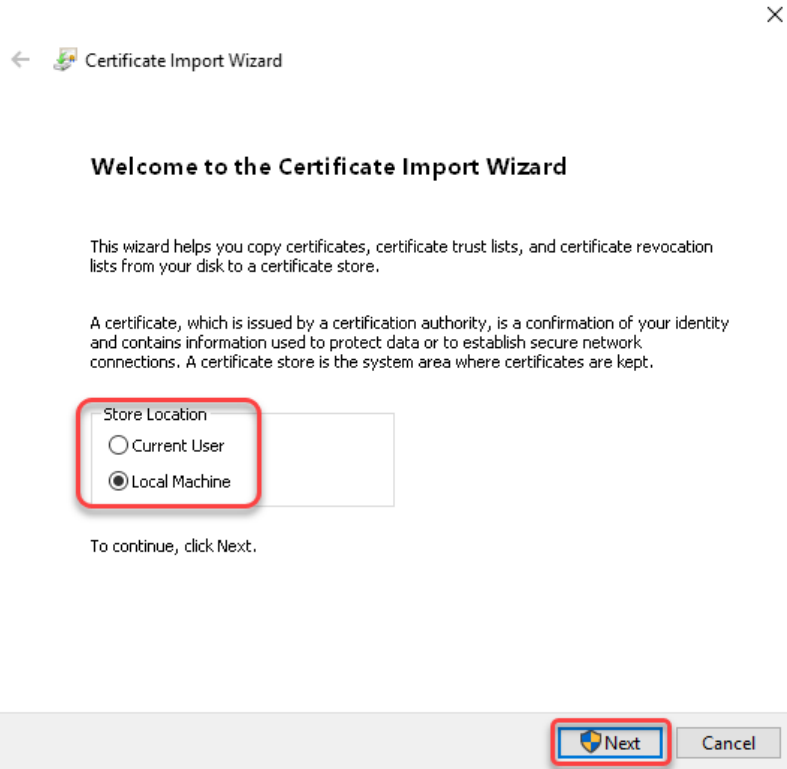 Certificate Import Wizard
Welcome to the Certificate Import Wizard
This wizard helps you copy certificates, certificate trust lists, and certificate revocation
lists from your disk to a certificate store.
A certificate, which is issued by a certification authority, is a confirmation of your identity
and contains information used to protect data or to establish secure network
connections. A certificate store is the system area where certificates are kept.
Store Location
Current User
Local Machine
To continue, click Next.
Next
Cancel